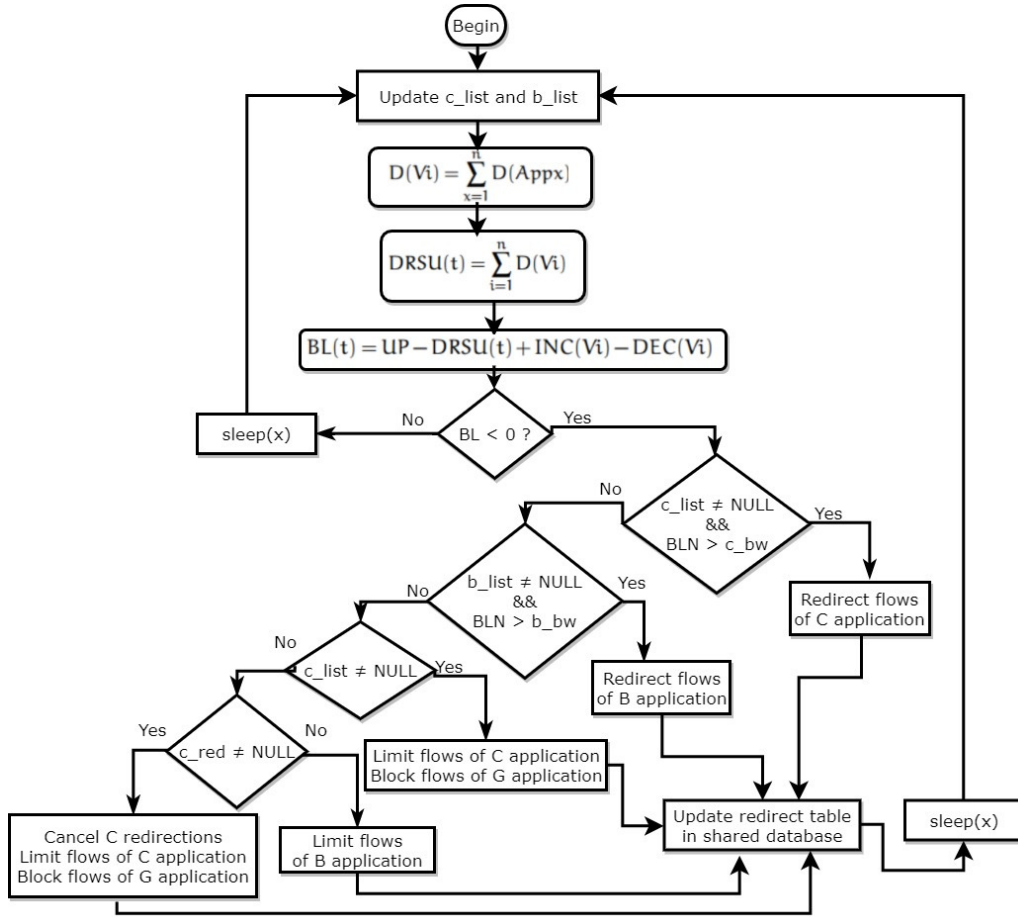 Begin
Update c_list and b_list
n
D(Vi) = ∑ D(Appx)
x=1
n
DRSU(t) = ∑ D(Vi)
i=1
BL(t) = UP − DRSU(t) + INC(Vi) − DEC(Vi)
No
BL < 0 ?
Yes
sleep(x)
No
c_list ≠ NULL
&&
BLN > c_bw
Yes
No
b_list ≠ NULL
&&
BLN > b_bw
Yes
Redirect flows
of C application
No
c_list ≠ NULL
Yes
Redirect flows
of B application
Yes
c_red ≠ NULL
No
Limit flows of C application
Block flows of G application
Cancel C redirections
Limit flows of C application
Block flows of G application
Limit flows
of B application
Update redirect table
in shared database
sleep(x)